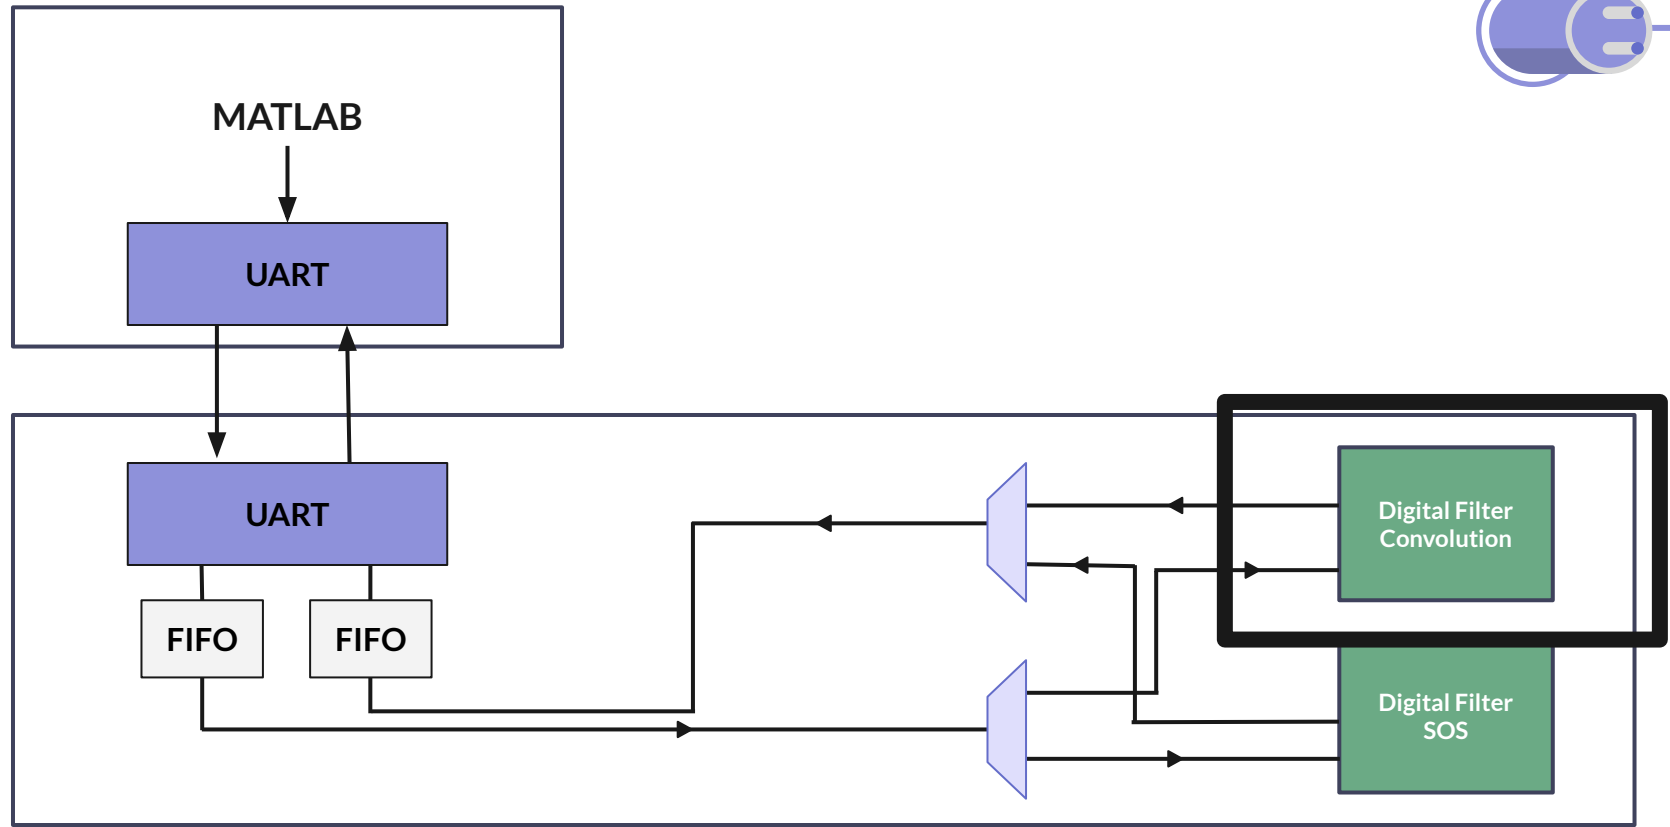 MATLAB
UART
UART
FIFO
FIFO
Digital Filter
Convolution
Digital Filter
SOS